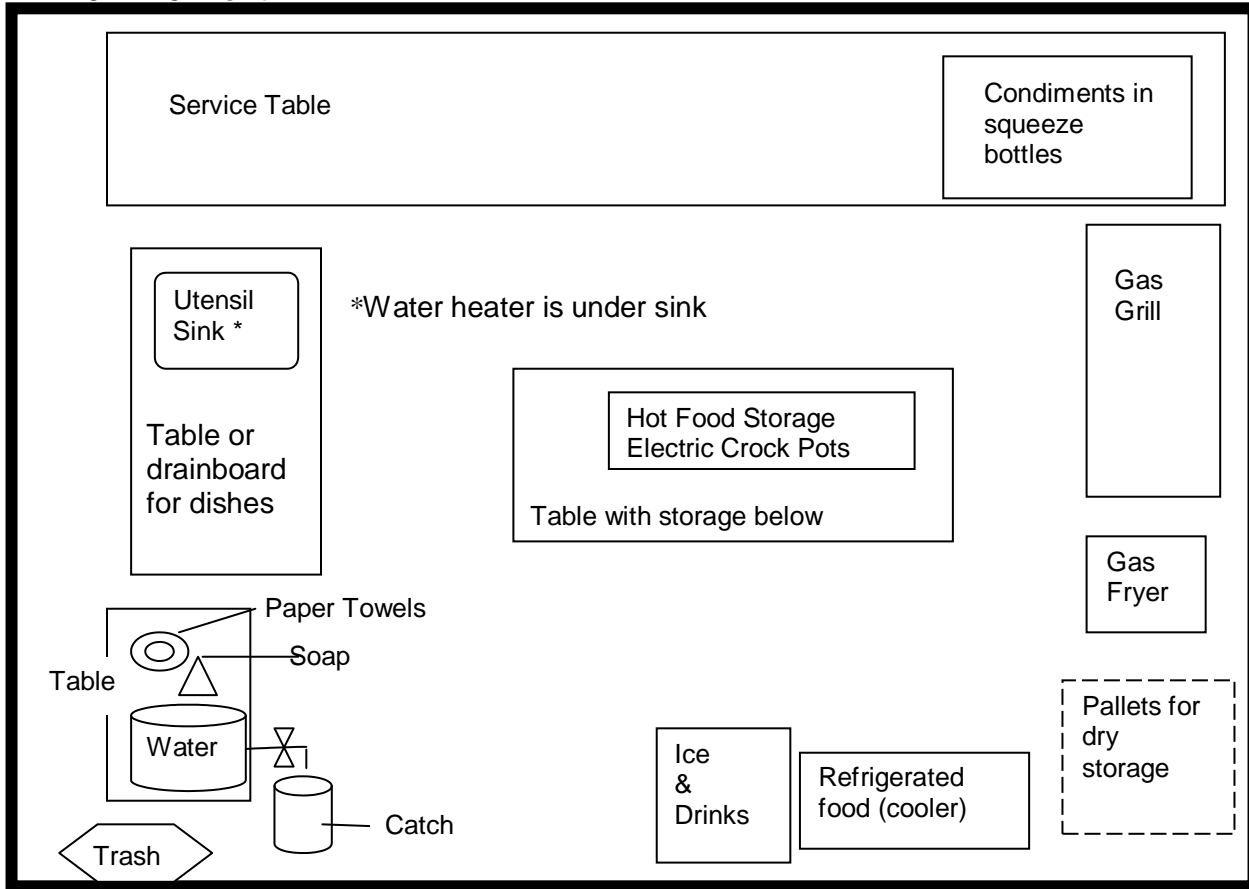 Service Table
Condiments in
squeeze
bottles
Utensil
Sink *
*Water heater is under sink
Gas
Grill
Hot Food Storage
Electric Crock Pots
Table or
drainboard
for dishes
Table with storage below
Gas
Fryer
Paper Towels
Soap
Table
Water
Catch
Trash
Ice
&
Drinks
Refrigerated
food (cooler)
Pallets for
dry
storage